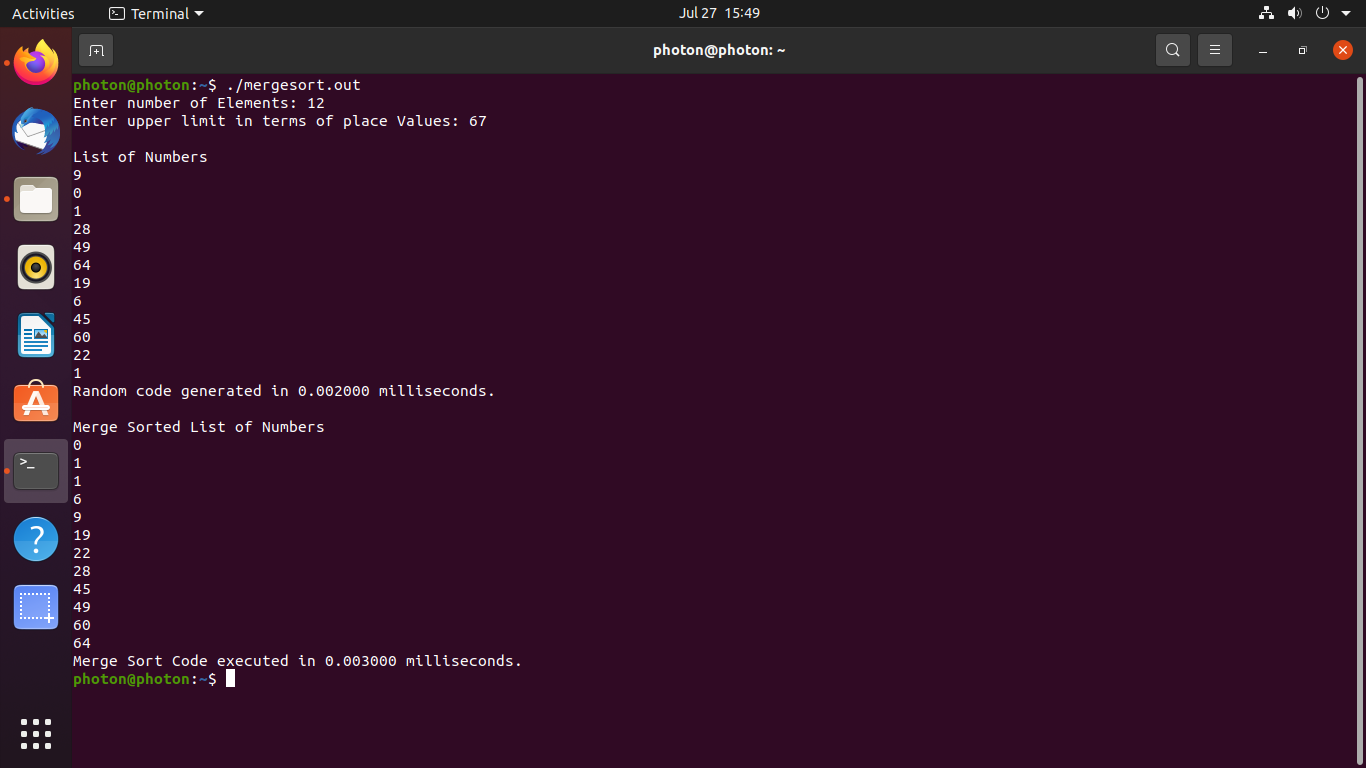 Activities Terminal Jul 27 15:49
photon@photon: ~
photon@photon:~$ ./mergesort.out
Enter number of Elements: 12
Enter upper limit in terms of place Values: 67
List of Numbers
9
0
1
28
49
64
19
6
45
60
22
1
Random code generated in 0.002000 milliseconds.
Merge Sorted List of Numbers
0
1
1
6
9
19
22
28
45
49
60
64
Merge Sort Code executed in 0.003000 milliseconds.
photon@photon:~$